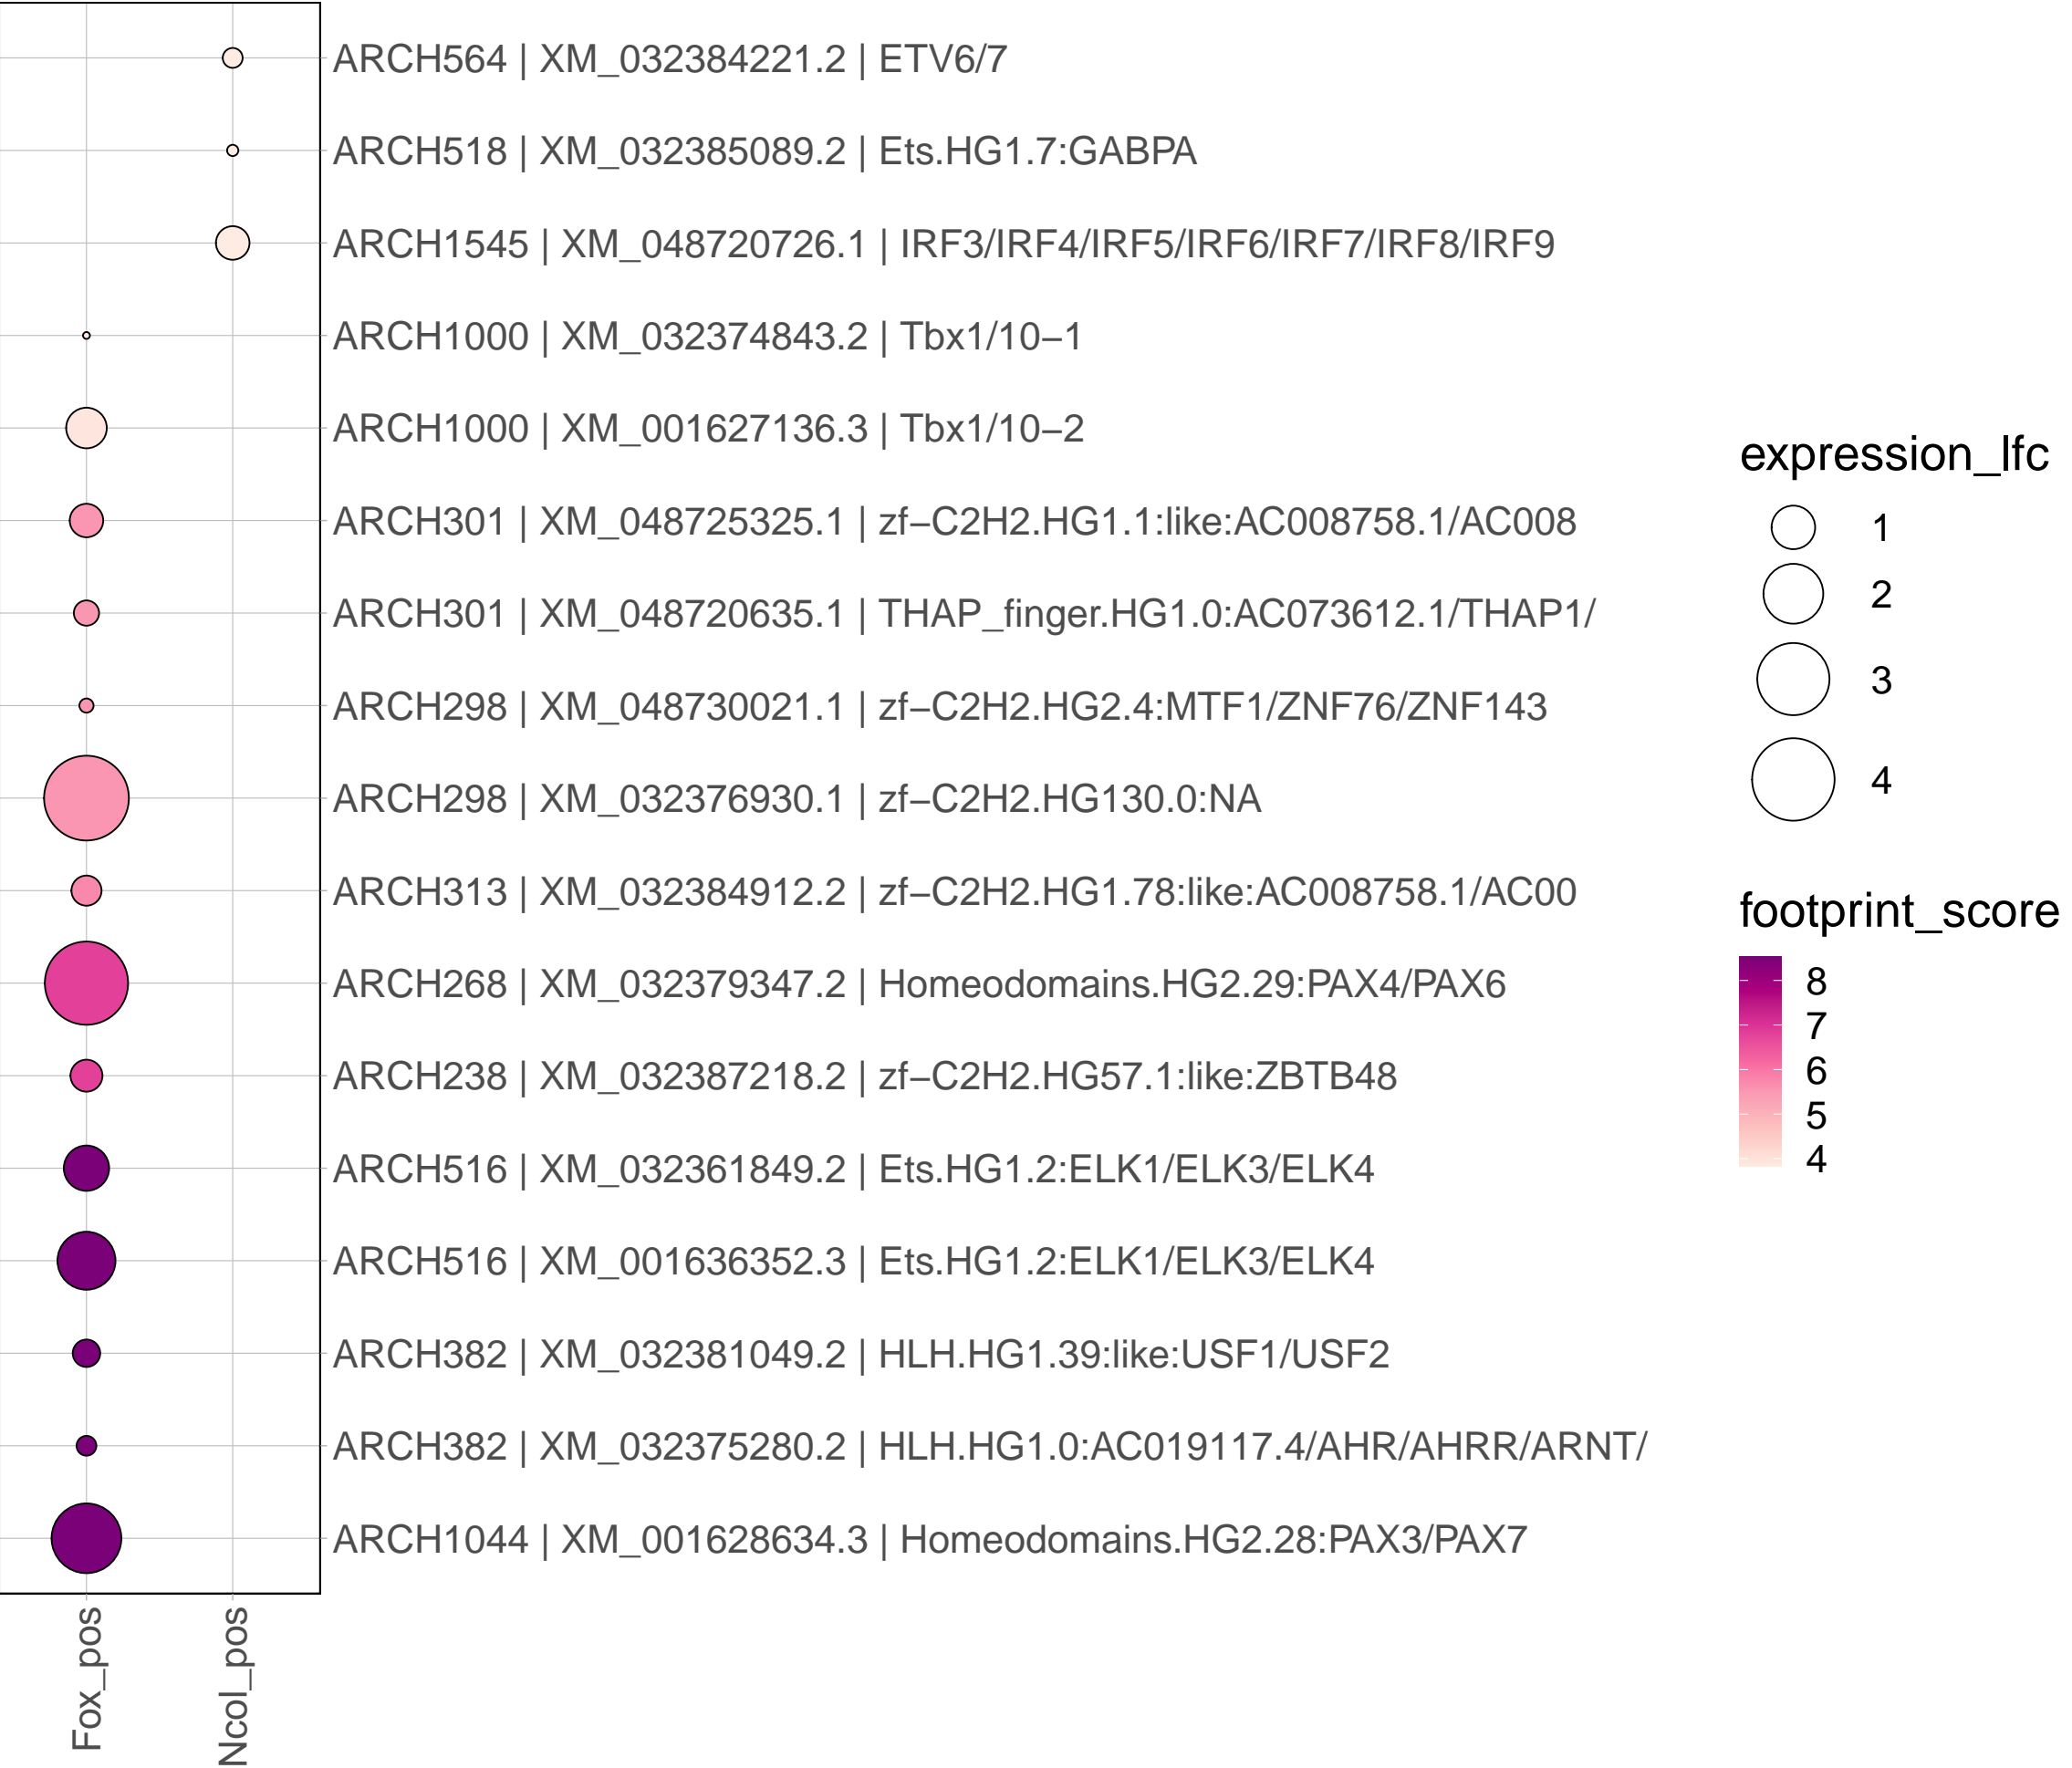 ARCH564 | XM_032384221.2 | ETV6/7
ARCH518 | XM_032385089.2 | Ets.HG1.7:GABPA
ARCH1545 | XM_048720726.1 | IRF3/IRF4/IRF5/IRF6/IRF7/IRF8/IRF9
ARCH1000 | XM_032374843.2 | Tbx1/10−1
ARCH1000 | XM_001627136.3 | Tbx1/10−2
ARCH301 | XM_048725325.1 | zf−C2H2.HG1.1:like:AC008758.1/AC008
ARCH301 | XM_048720635.1 | THAP_finger.HG1.0:AC073612.1/THAP1/
ARCH298 | XM_048730021.1 | zf−C2H2.HG2.4:MTF1/ZNF76/ZNF143
ARCH298 | XM_032376930.1 | zf−C2H2.HG130.0:NA
ARCH313 | XM_032384912.2 | zf−C2H2.HG1.78:like:AC008758.1/AC00
ARCH268 | XM_032379347.2 | Homeodomains.HG2.29:PAX4/PAX6
ARCH238 | XM_032387218.2 | zf−C2H2.HG57.1:like:ZBTB48
ARCH516 | XM_032361849.2 | Ets.HG1.2:ELK1/ELK3/ELK4
ARCH516 | XM_001636352.3 | Ets.HG1.2:ELK1/ELK3/ELK4
ARCH382 | XM_032381049.2 | HLH.HG1.39:like:USF1/USF2
ARCH382 | XM_032375280.2 | HLH.HG1.0:AC019117.4/AHR/AHRR/ARNT/
ARCH1044 | XM_001628634.3 | Homeodomains.HG2.28:PAX3/PAX7
Fox_pos
Ncol_pos
expression_lfc
1
2
3
4
footprint_score
8
7
6
5
4